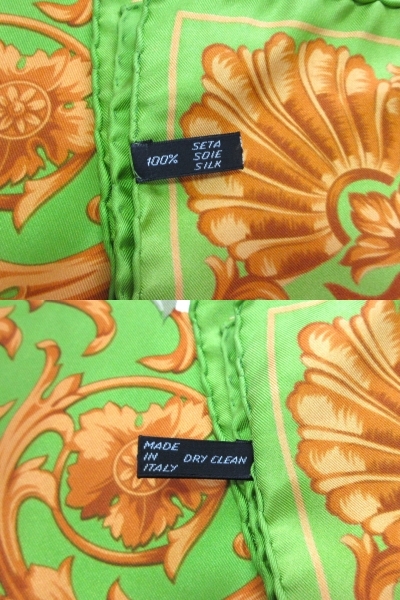 100%
SETA
SOIE
SILK
MADE
IN
ITALY
DRY CLEAN